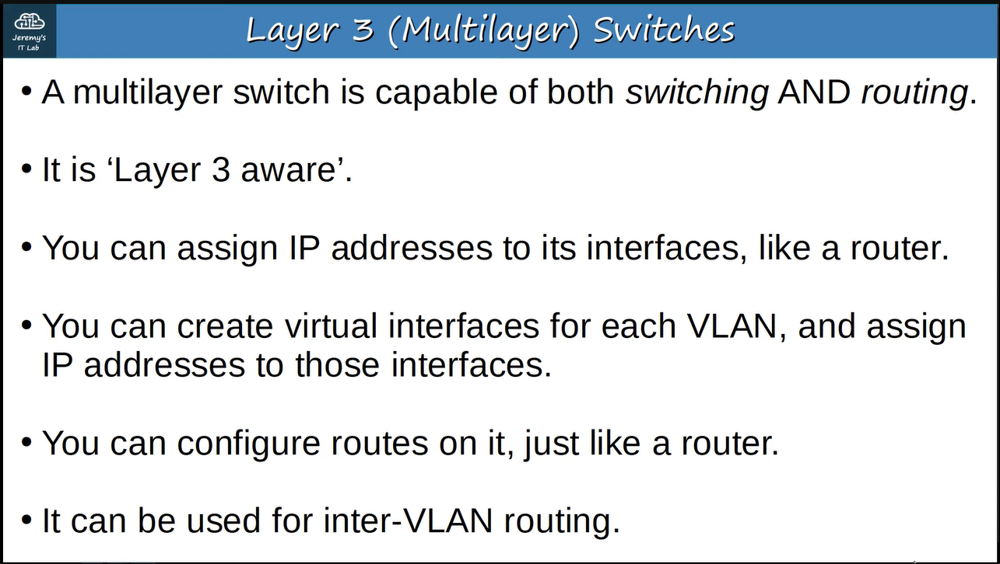 Jeremy's
IT Lab
Layer 3 (Multilayer) Switches
• A multilayer switch is capable of both switching AND routing.
• It is ‘Layer 3 aware’.
• You can assign IP addresses to its interfaces, like a router.
• You can create virtual interfaces for each VLAN, and assign
IP addresses to those interfaces.
• You can configure routes on it, just like a router.
• It can be used for inter-VLAN routing.